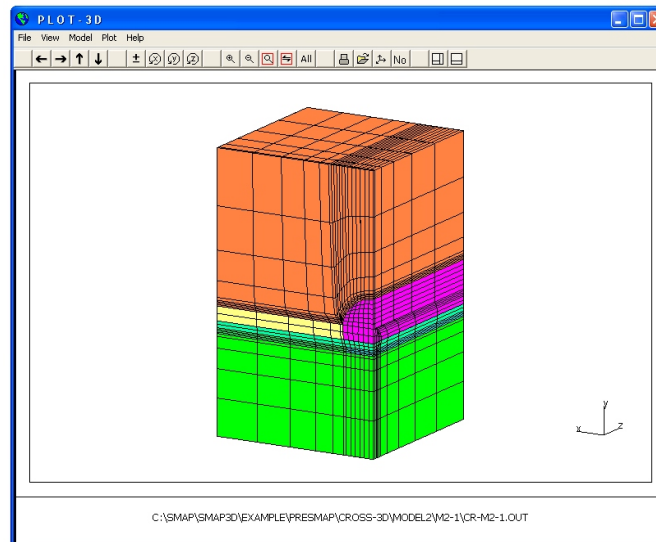 PLOT-3D
File View Model Plot Help
± x y z All No
y
x z
C:\SMAP\SMAP3D\EXAMPLE\PRESMAP\CROSS-3D\MODEL2\M2-1\CR-M2-1.OUT